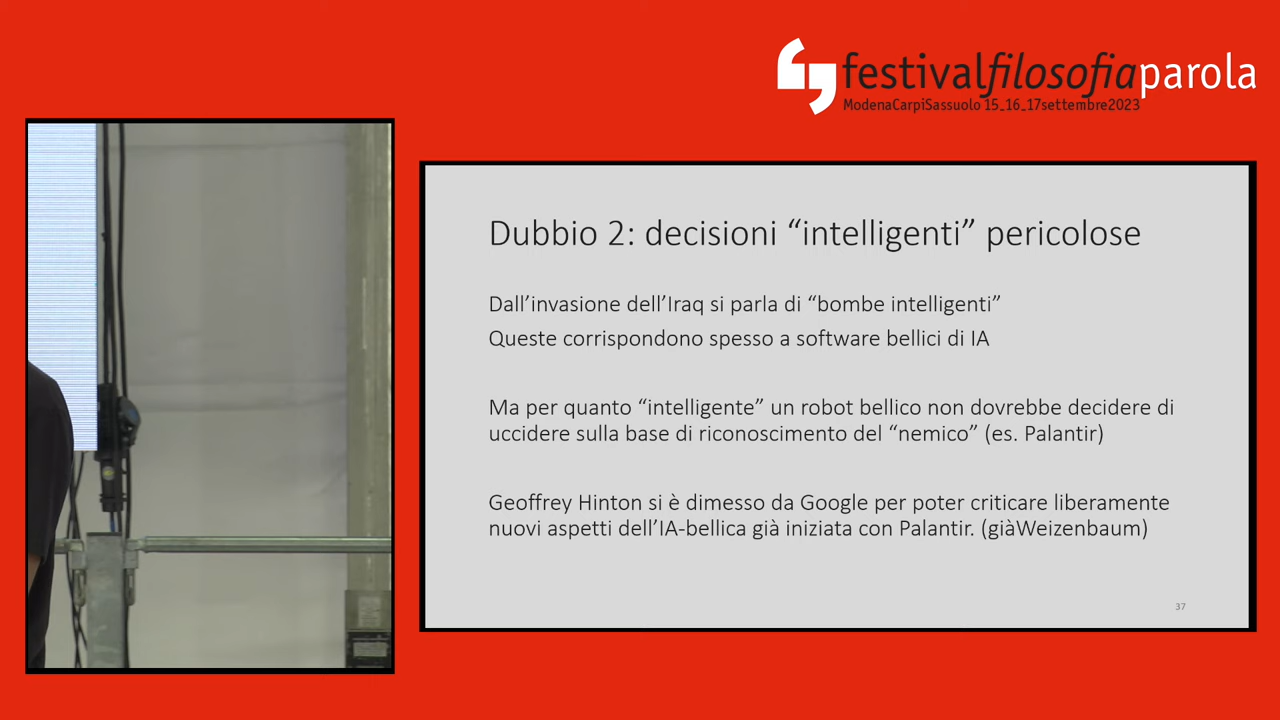 festivalfilosofiaparola
ModenaCarpiSassuolo 15_16_17settembre2023
Dubbio 2: decisioni “intelligenti” pericolose
Dall’invasione dell’Iraq si parla di “bombe intelligenti”
Queste corrispondono spesso a software bellici di IA
Ma per quanto “intelligente” un robot bellico non dovrebbe decidere di
uccidere sulla base di riconoscimento del “nemico” (es. Palantir)
Geoffrey Hinton si è dimesso da Google per poter criticare liberamente
nuovi aspetti dell’IA-bellica già iniziata con Palantir. (giàWeizenbaum)
37